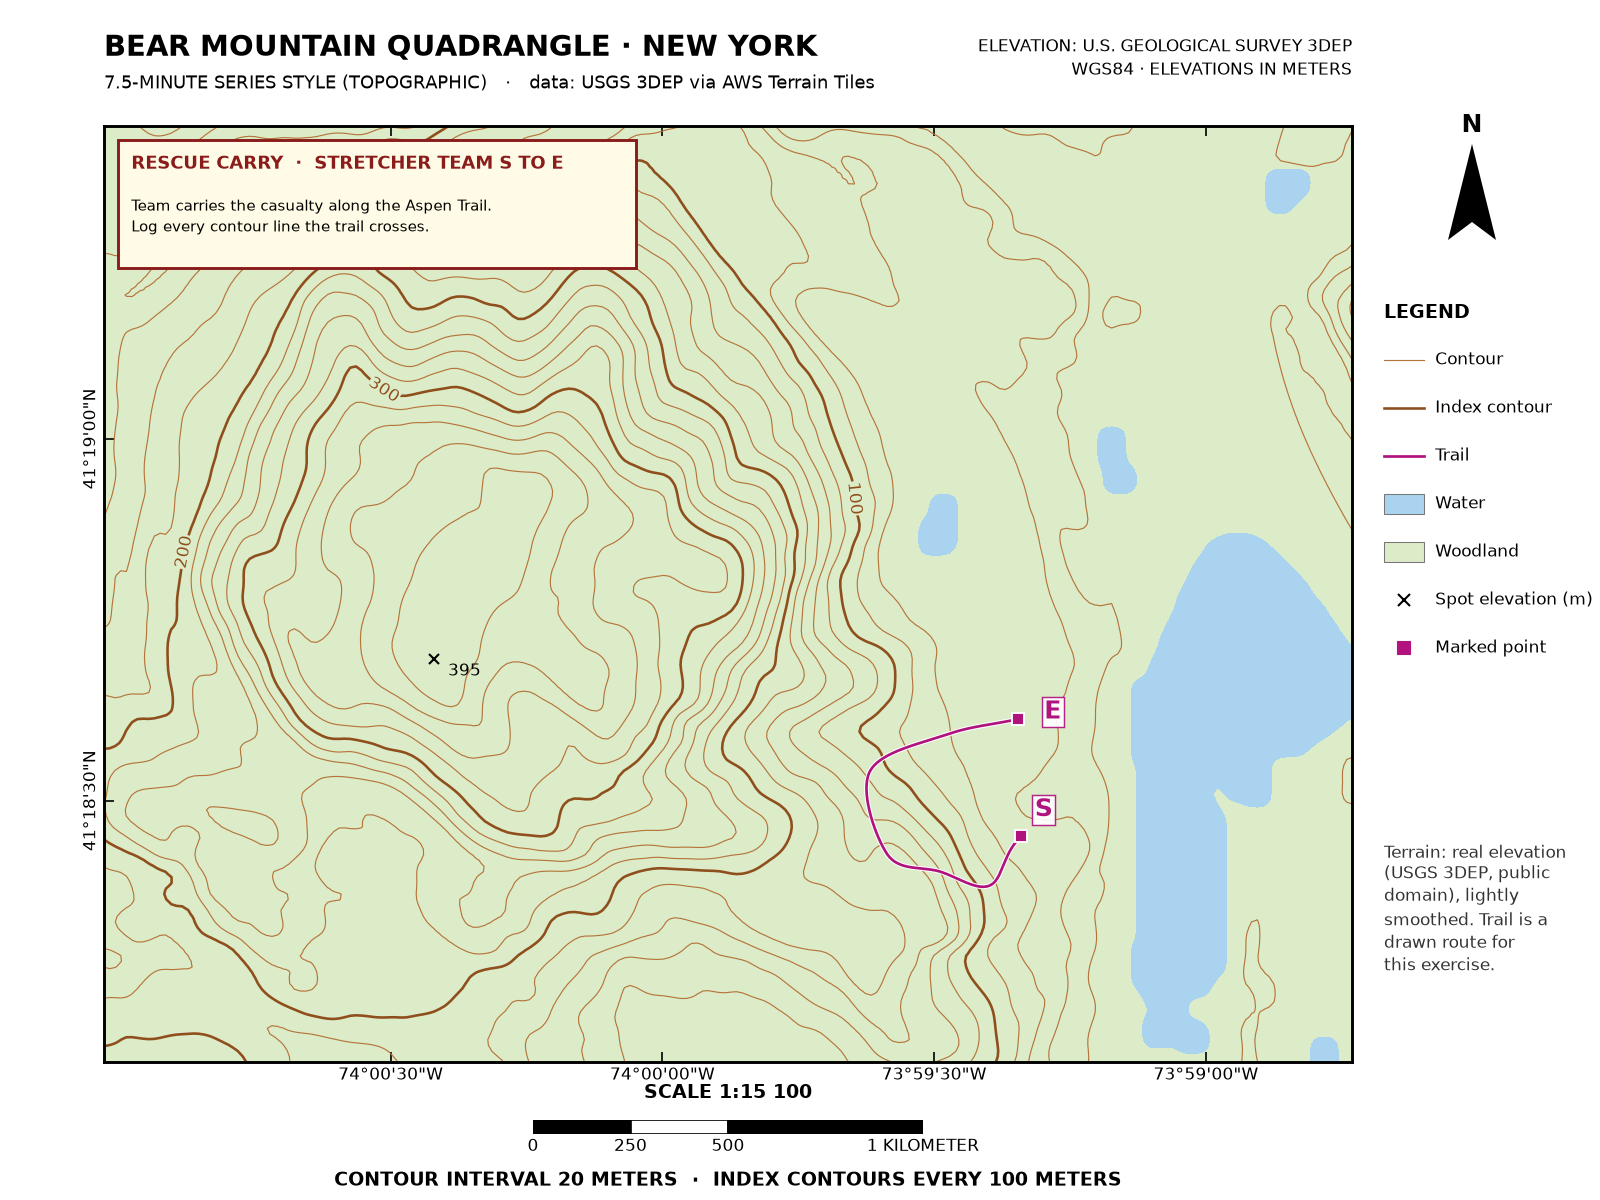 BEAR MOUNTAIN QUADRANGLE · NEW YORK
7.5-MINUTE SERIES STYLE (TOPOGRAPHIC) · data: USGS 3DEP via AWS Terrain Tiles
ELEVATION: U.S. GEOLOGICAL SURVEY 3DEP
WGS84 · ELEVATIONS IN METERS
RESCUE CARRY · STRETCHER TEAM S TO E
Team carries the casualty along the Aspen Trail.
Log every contour line the trail crosses.
300
100
200
395
E
S
41°19'00"N
41°18'30"N
74°00'30"W
74°00'00"W
73°59'30"W
73°59'00"W
N
LEGEND
Contour
Index contour
Trail
Water
Woodland
Spot elevation (m)
Marked point
Terrain: real elevation
(USGS 3DEP, public
domain), lightly
smoothed. Trail is a
drawn route for
this exercise.
SCALE 1:15 100
0 250 500 1 KILOMETER
CONTOUR INTERVAL 20 METERS · INDEX CONTOURS EVERY 100 METERS